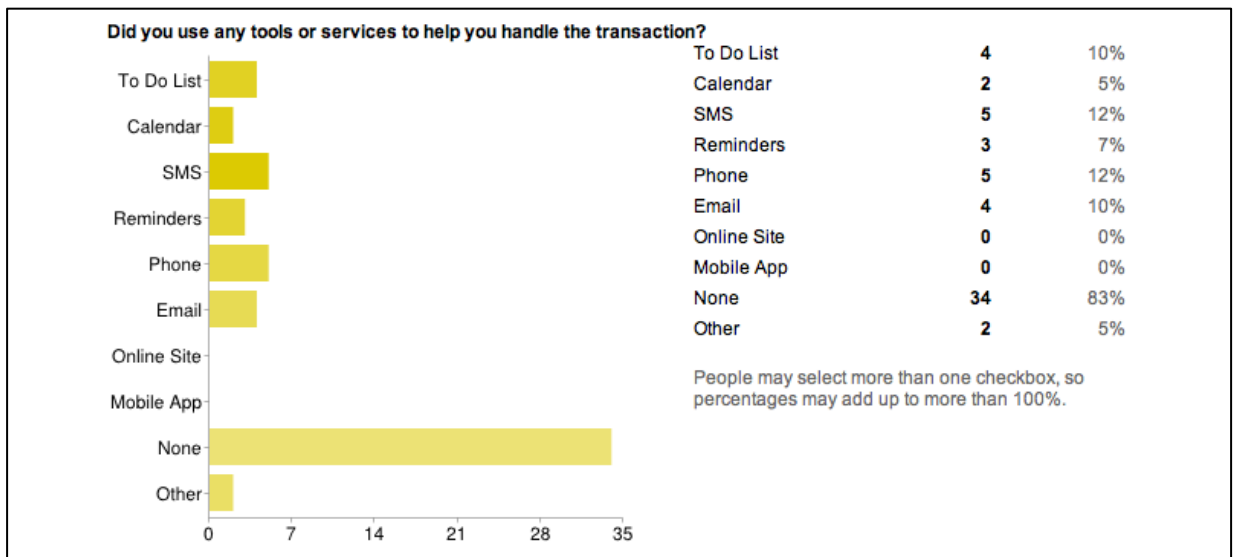 Did you use any tools or services to help you handle the transaction?
To Do List
Calendar
SMS
Reminders
Phone
Email
Online Site
Mobile App
None
Other
0 7 14 21 28 35
To Do List 4 10%
Calendar 2 5%
SMS 5 12%
Reminders 3 7%
Phone 5 12%
Email 4 10%
Online Site 0 0%
Mobile App 0 0%
None 34 83%
Other 2 5%
People may select more than one checkbox, so
percentages may add up to more than 100%.